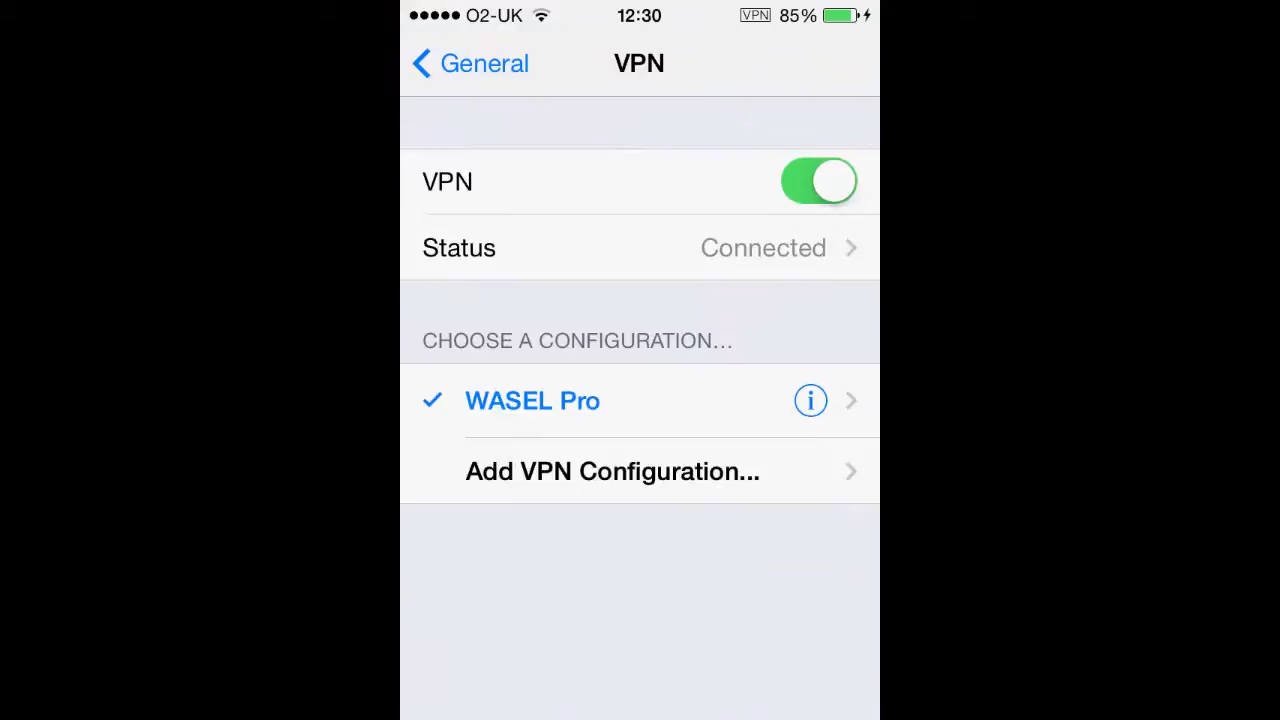 O2-UK 12:30 VPN 85%
General VPN
VPN
Status Connected
CHOOSE A CONFIGURATION...
WASEL Pro i
Add VPN Configuration...